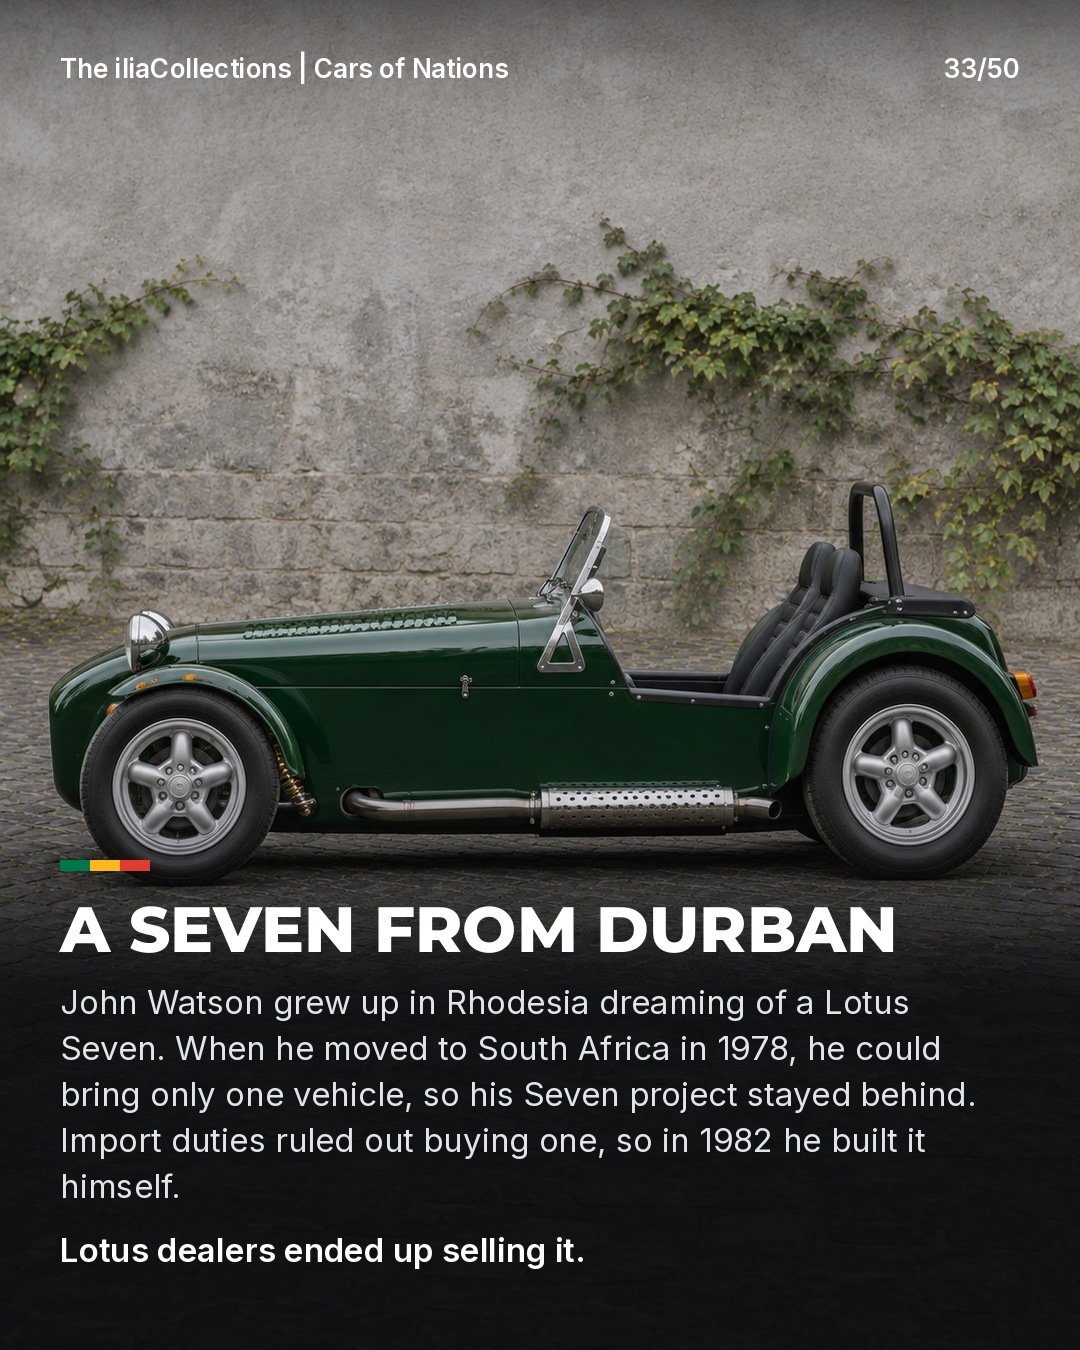 The iliaCollections | Cars of Nations
33/50
A SEVEN FROM DURBAN
John Watson grew up in Rhodesia dreaming of a Lotus
Seven. When he moved to South Africa in 1978, he could
bring only one vehicle, so his Seven project stayed behind.
Import duties ruled out buying one, so in 1982 he built it
himself.
Lotus dealers ended up selling it.